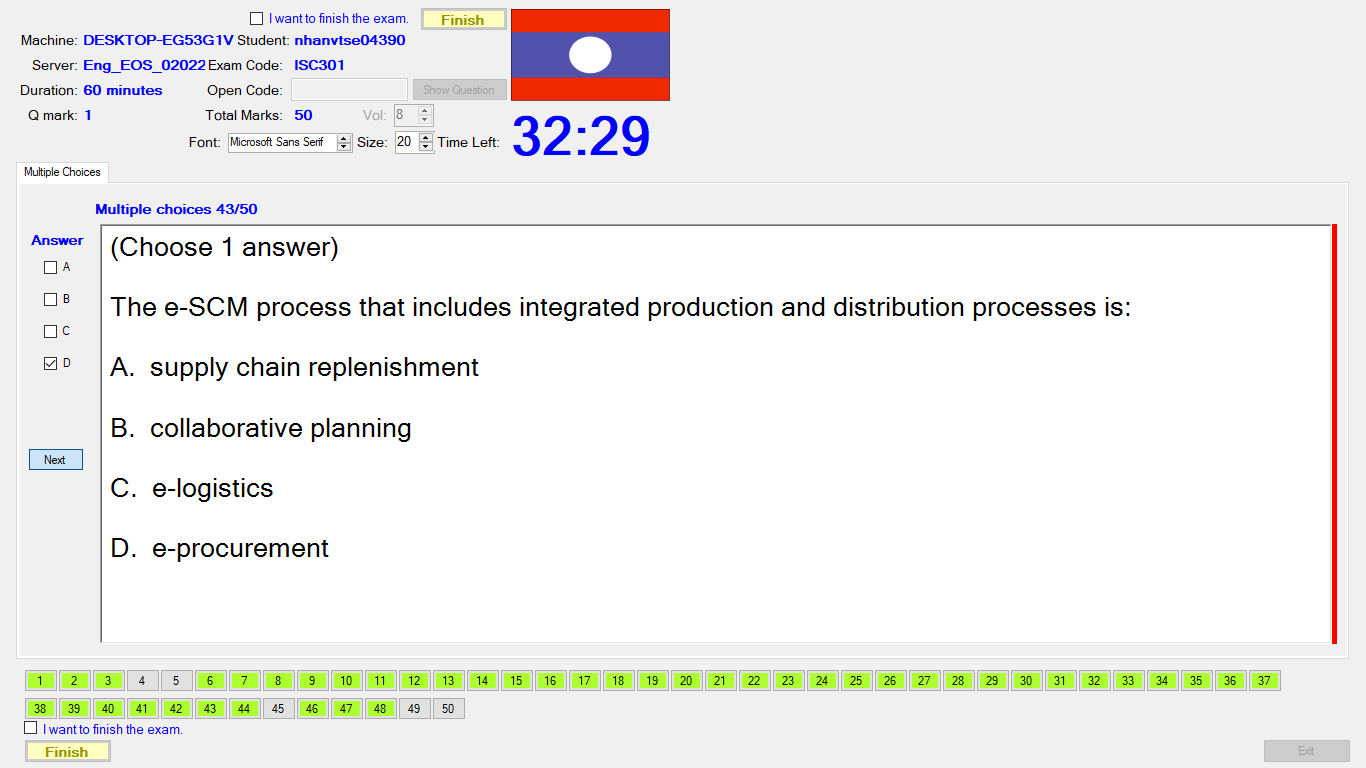 I want to finish the exam.
Finish
Machine: DESKTOP-EG53G1V Student: nhanvtse04390
Server: Eng_EOS_02022 Exam Code: ISC301
Duration: 60 minutes Open Code: Show Question
Q mark: 1 Total Marks: 50 Vol: 8
Font: Microsoft Sans Serif Size: 20 Time Left: 32:29
Multiple Choices
Multiple choices 43/50
Answer
A
B
C
D
Next
(Choose 1 answer)
The e-SCM process that includes integrated production and distribution processes is:
A. supply chain replenishment
B. collaborative planning
C. e-logistics
D. e-procurement
1 2 3 4 5 6 7 8 9 10 11 12 13 14 15 16 17 18 19 20 21 22 23 24 25 26 27 28 29 30 31 32 33 34 35 36 37
38 39 40 41 42 43 44 45 46 47 48 49 50
I want to finish the exam.
Finish
Exit